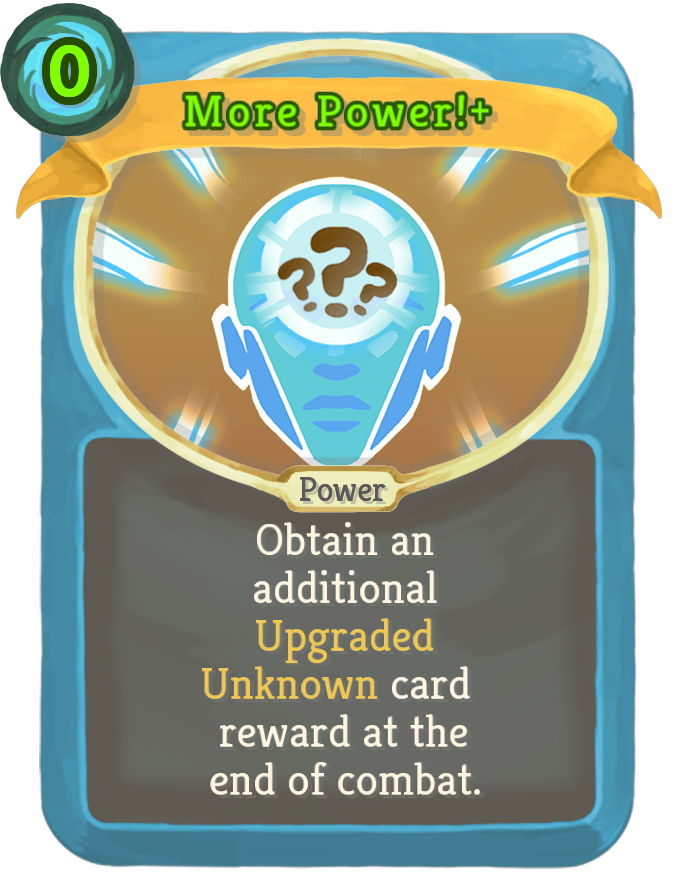 0
More Power!+
???
Power
Obtain an
additional
Upgraded
Unknown card
reward at the
end of combat.